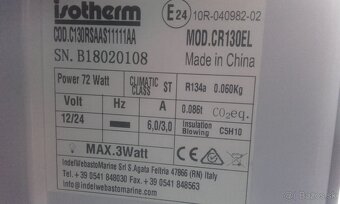 isotherm
E24 10R-040982-02
COD.C130RSAAS11111AA
SN. B18020108
MOD.CR130EL
Made in China
Power 72 Watt
CLIMATIC CLASS ST
R134a 0.060Kg
0.086t CO2eq.
Volt Hz A
12/24 6,0/3,0
Insulation Blowing C5H10
MAX.3Watt
IndelWebastoMarine Srl S.Agata Feltria 47866 (RN) Italy
Tel. +39 0541 848030 Fax +39 0541 848563
info@indelwebastomarine.com